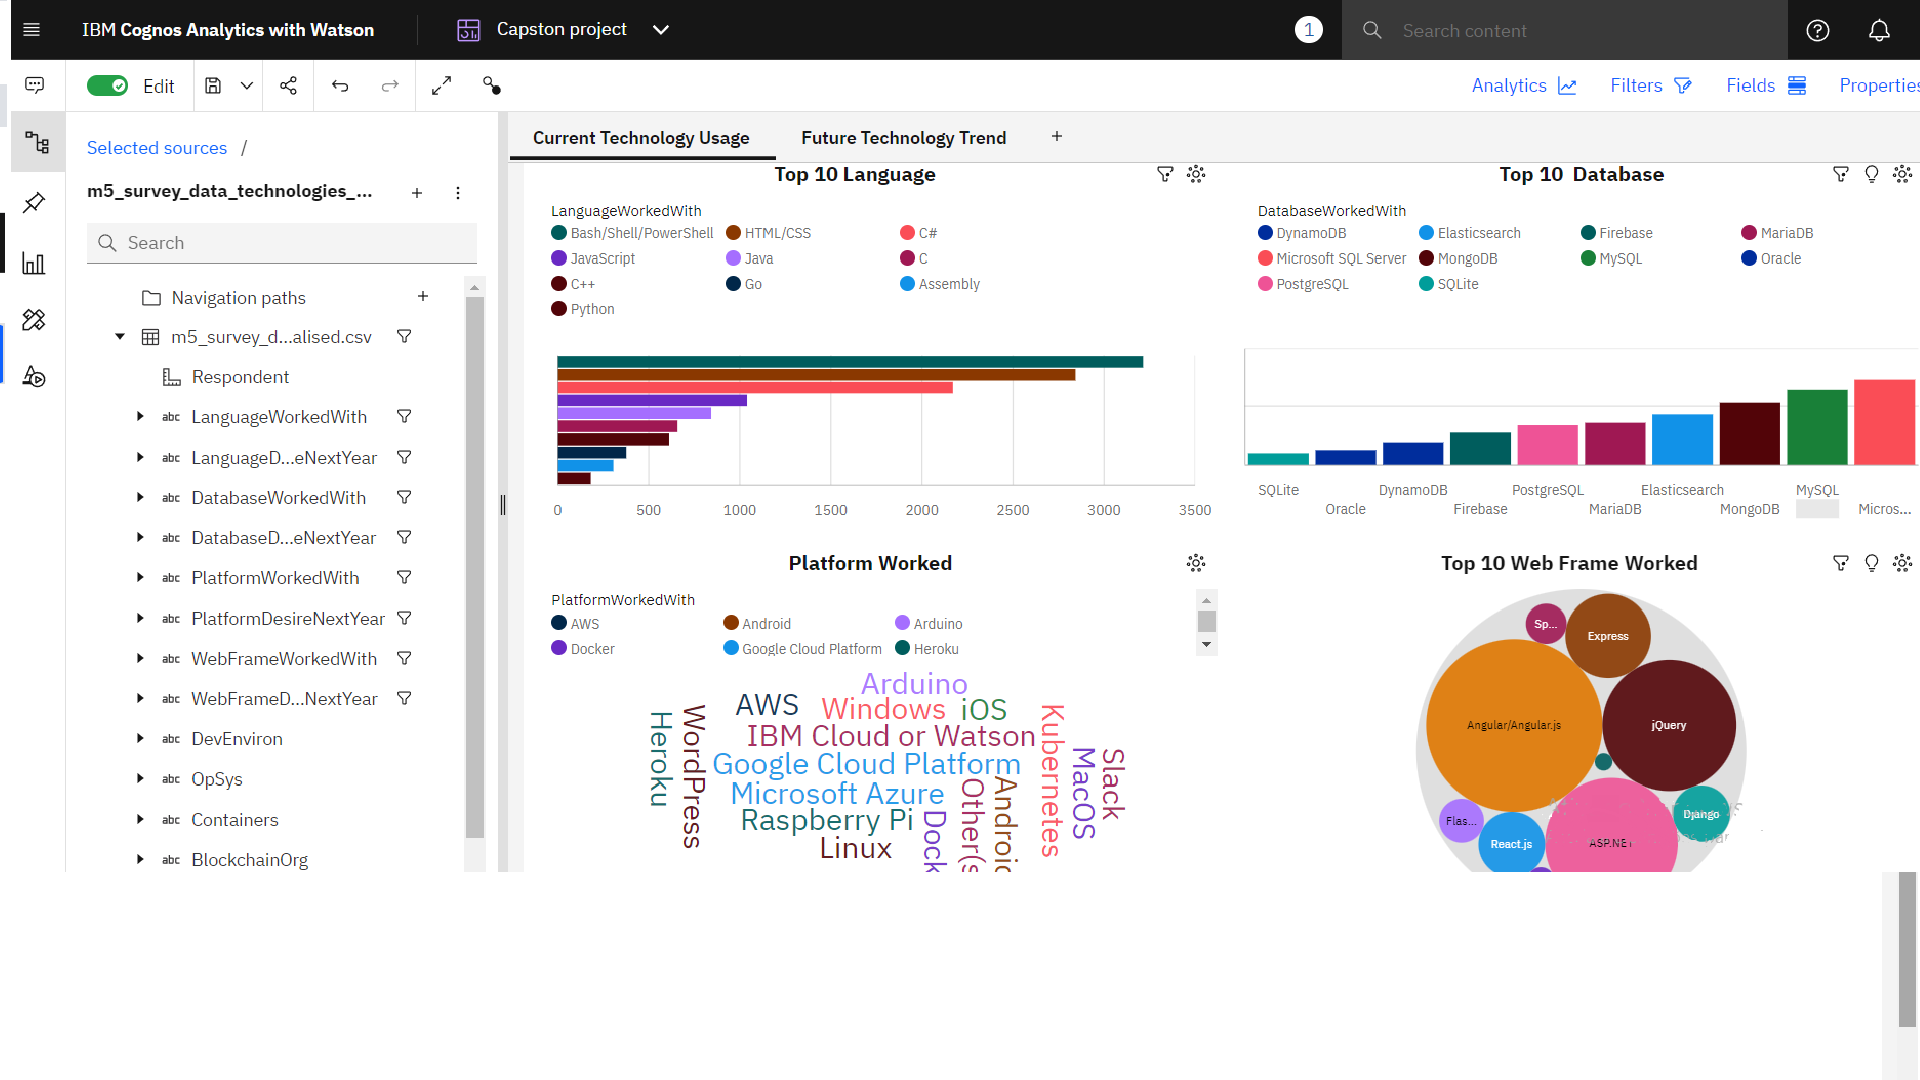 IBM Cognos Analytics with Watson
Capston project
1
Search content
Edit
Analytics
Filters
Fields
Properties
Selected sources /
m5_survey_data_technologies_...
Search
Navigation paths
m5_survey_d...alised.csv
Respondent
abc LanguageWorkedWith
abc LanguageD...eNextYear
abc DatabaseWorkedWith
abc DatabaseD...eNextYear
abc PlatformWorkedWith
abc PlatformDesireNextYear
abc WebFrameWorkedWith
abc WebFrameD...NextYear
abc DevEnviron
abc OpSys
abc Containers
abc BlockchainOrg
Current Technology Usage
Future Technology Trend
Top 10 Language
LanguageWorkedWith
Bash/Shell/PowerShell HTML/CSS C#
JavaScript Java C
C++ Go Assembly
Python
0 500 1000 1500 2000 2500 3000 3500
Top 10 Database
DatabaseWorkedWith
DynamoDB Elasticsearch Firebase MariaDB
Microsoft SQL Server MongoDB MySQL Oracle
PostgreSQL SQLite
SQLite DynamoDB PostgreSQL Elasticsearch MySQL
Oracle Firebase MariaDB MongoDB Micros...
Platform Worked
PlatformWorkedWith
AWS Android Arduino
Docker Google Cloud Platform Heroku
Arduino
AWS Windows iOS
IBM Cloud or Watson
Google Cloud Platform
Microsoft Azure
Raspberry Pi
Linux
Heroku
WordPress
Dock
Other(s
Android
Kubernetes
MacOS
Slack
Top 10 Web Frame Worked
Sp...
Express
Angular/Angular.js
jQuery
Flas...
React.js
ASP.NET
Django